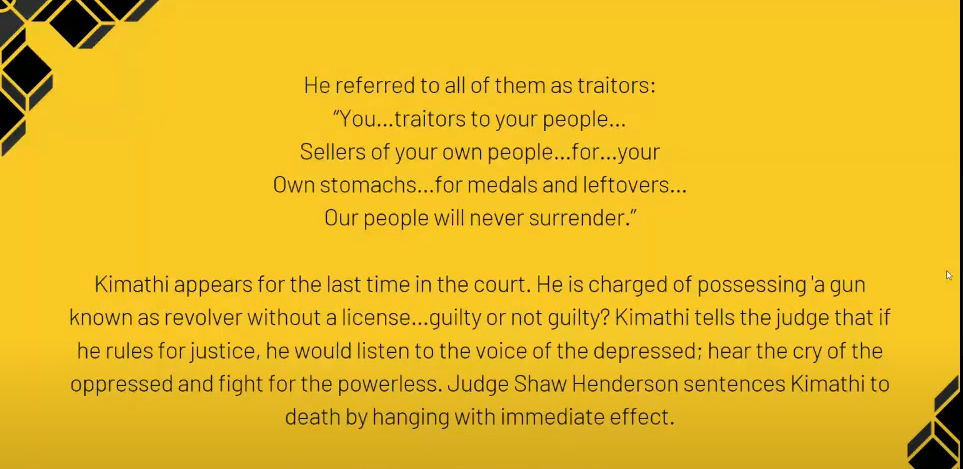 He referred to all of them as traitors:
"You...traitors to your people...
Sellers of your own people...for...your
Own stomachs...for medals and leftovers...
Our people will never surrender."
Kimathi appears for the last time in the court. He is charged of possessing 'a gun
known as revolver without a license...guilty or not guilty? Kimathi tells the judge that if
he rules for justice, he would listen to the voice of the depressed; hear the cry of the
oppressed and fight for the powerless. Judge Shaw Henderson sentences Kimathi to
death by hanging with immediate effect.